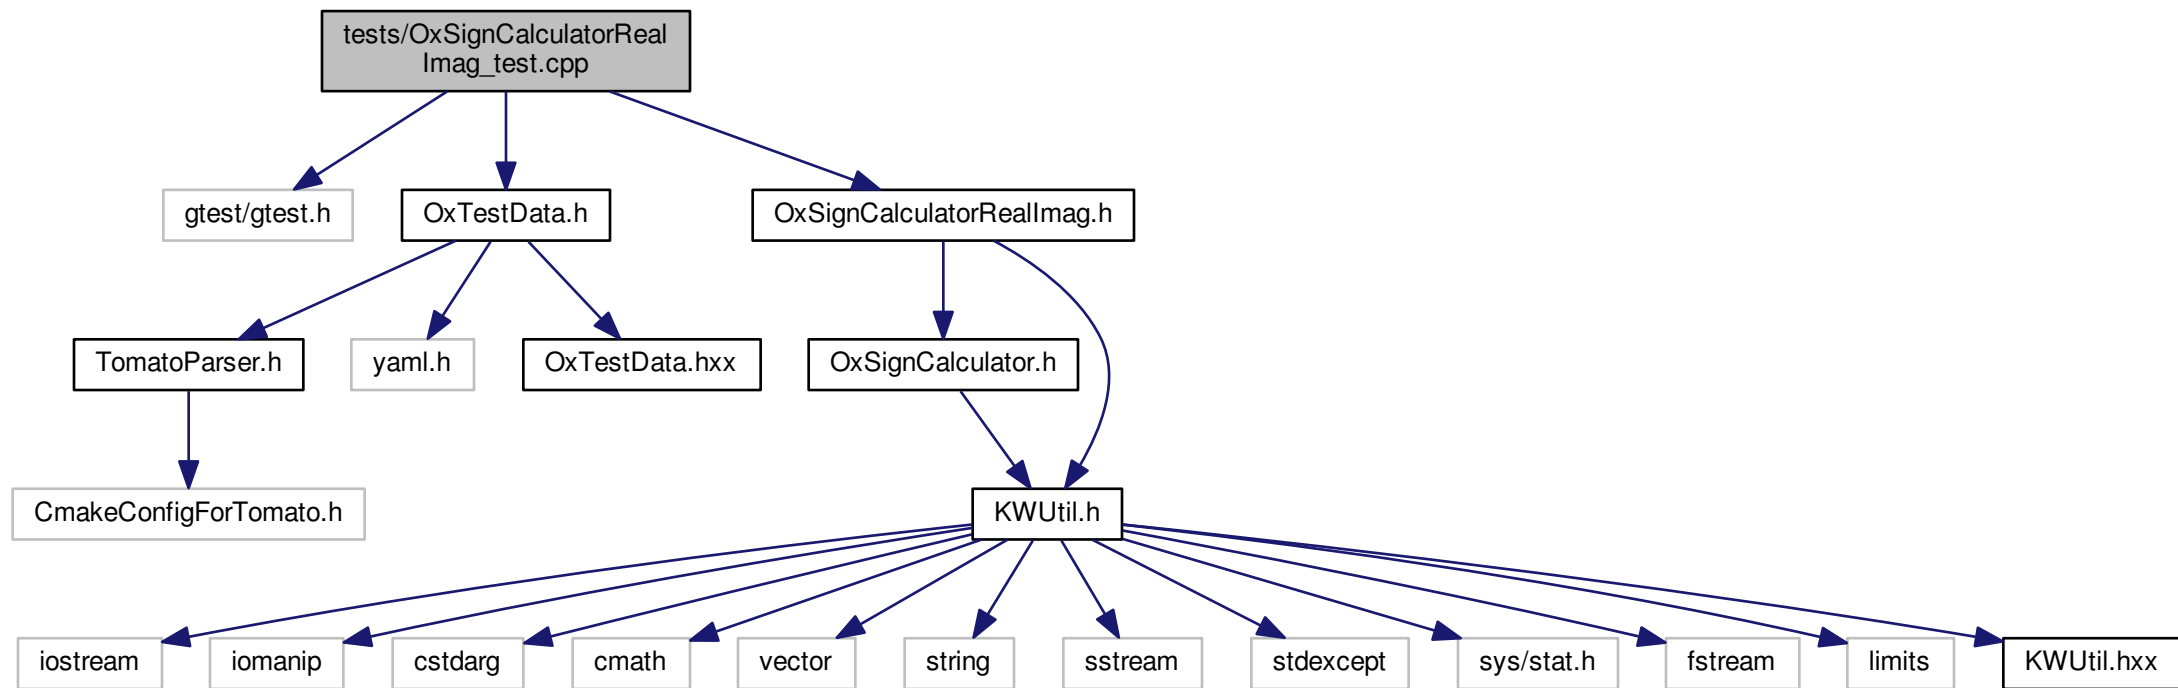 tests/OxSignCalculatorReal
Imag_test.cpp
gtest/gtest.h
OxTestData.h
OxSignCalculatorRealImag.h
TomatoParser.h
yaml.h
OxTestData.hxx
OxSignCalculator.h
CmakeConfigForTomato.h
KWUtil.h
iostream
iomanip
cstdarg
cmath
vector
string
sstream
stdexcept
sys/stat.h
fstream
limits
KWUtil.hxx